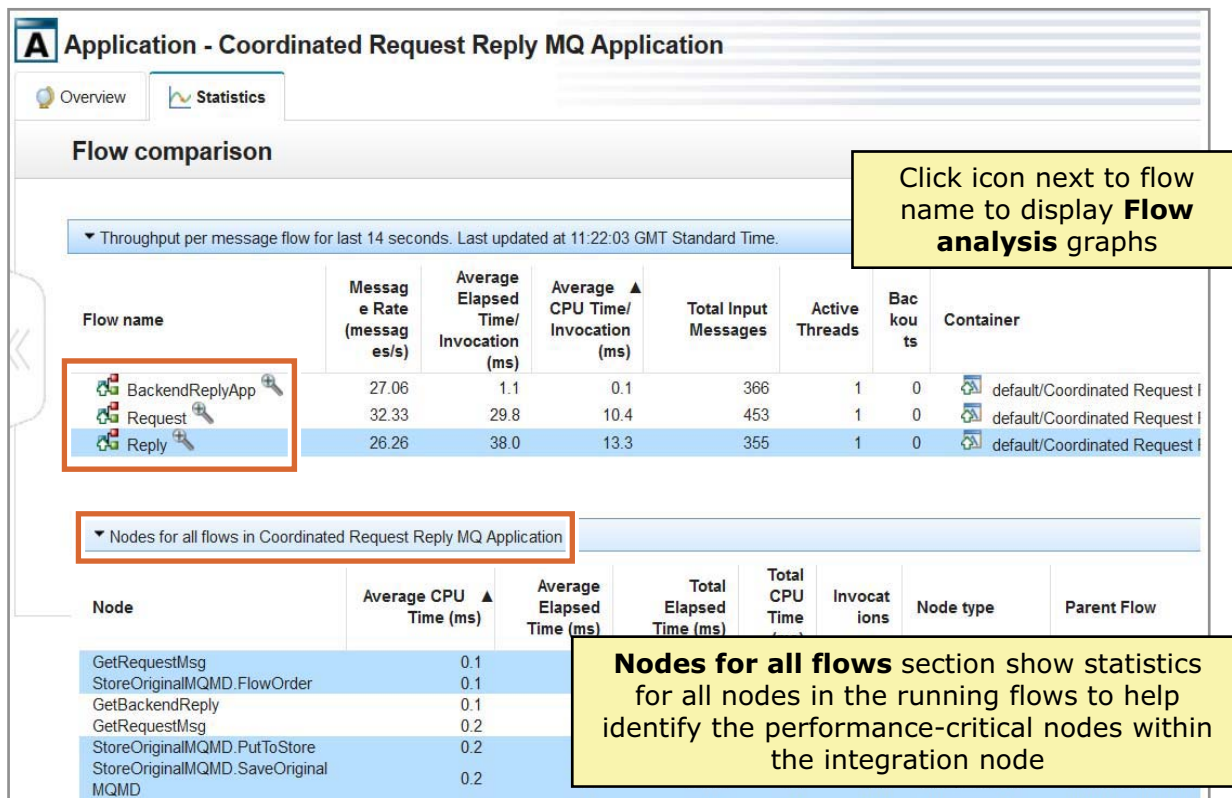 A Application - Coordinated Request Reply MQ Application
Overview
Statistics
Flow comparison
Click icon next to flow
name to display Flow
analysis graphs
Throughput per message flow for last 14 seconds. Last updated at 11:22:03 GMT Standard Time.
Flow name
Messag
e Rate
(messag
es/s)
Average
Elapsed
Time/
Invocation
(ms)
Average ▲
CPU Time/
Invocation
(ms)
Total Input
Messages
Active
Threads
Bac
kou
ts
Container
BackendReplyApp 27.06 1.1 0.1 366 1 0 default/Coordinated Request
Request 32.33 29.8 10.4 453 1 0 default/Coordinated Request
Reply 26.26 38.0 13.3 355 1 0 default/Coordinated Request
Nodes for all flows in Coordinated Request Reply MQ Application
Node
Average CPU ▲
Time (ms)
Average
Elapsed
Time (ms)
Total
Elapsed
Time (ms)
Total
CPU
Time
Invocat
ions
Node type
Parent Flow
GetRequestMsg 0.1
StoreOriginalMQMD.FlowOrder 0.1
GetBackendReply 0.1
GetRequestMsg 0.2
StoreOriginalMQMD.PutToStore 0.2
StoreOriginalMQMD.SaveOriginal
MQMD 0.2
Nodes for all flows section show statistics
for all nodes in the running flows to help
identify the performance-critical nodes within
the integration node